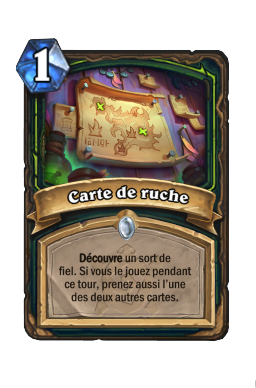 1
Carte de ruche
Découvre un sort de
fiel. Si vous le jouez pendant
ce tour, prenez aussi l'une
des deux autres cartes.